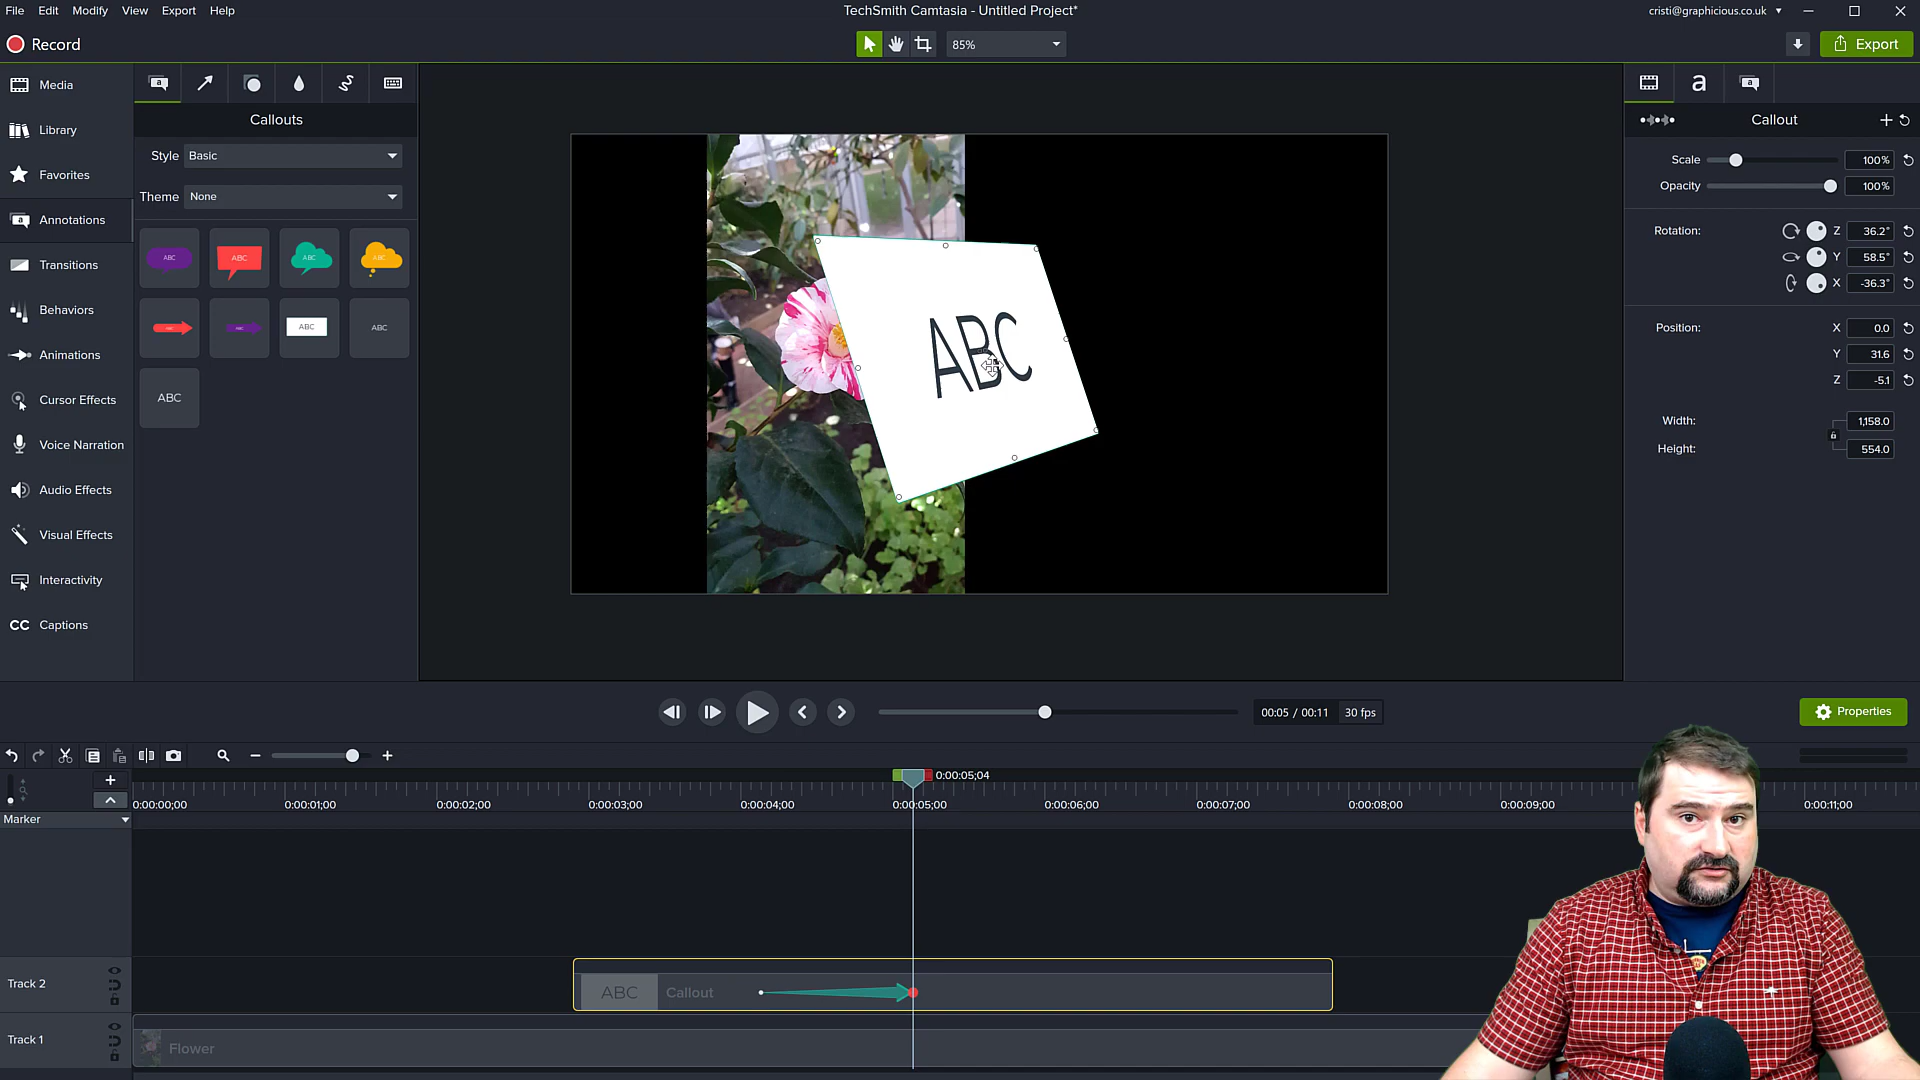 File Edit Modify View Export Help
TechSmith Camtasia - Untitled Project*
cristi@graphicious.co.uk
Record
85%
Export
Media
Library
Favorites
Annotations
Transitions
Behaviors
Animations
Cursor Effects
Voice Narration
Audio Effects
Visual Effects
Interactivity
CC Captions
Callouts
Style Basic
Theme None
ABC ABC ABC ABC
ABC ABC ABC
ABC
ABC
a
Callout
Scale 100%
Opacity 100%
Rotation: Z 36.2°
Y 58.5°
X -36.3°
Position: X 0.0
Y 31.6
Z -5.1
Width: 1,158.0
Height: 554.0
00:05 / 00:11 30 fps
Properties
0:00:05;04
0:00:00;00 0:00:01;00 0:00:02;00 0:00:03;00 0:00:04;00 0:00:05;00 0:00:06;00 0:00:07;00 0:00:08;00 0:00:09;00 0:00:11;00
Marker
Track 2
ABC Callout
Track 1
Flower